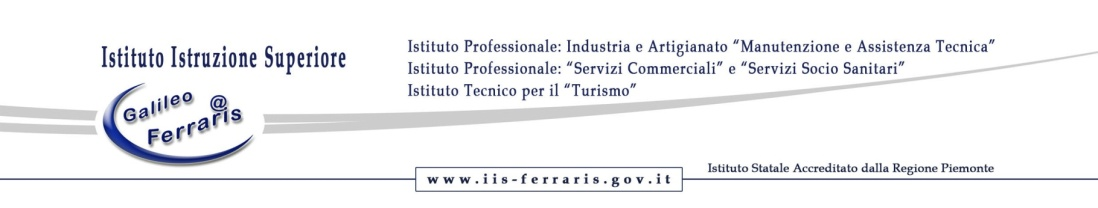 Istituto Istruzione Superiore
Galileo @
Ferraris
Istituto Professionale: Industria e Artigianato “Manutenzione e Assistenza Tecnica”
Istituto Professionale: “Servizi Commerciali” e “Servizi Socio Sanitari”
Istituto Tecnico per il “Turismo”
Istituto Statale Accreditato dalla Regione Piemonte
www.iis-ferraris.gov.it